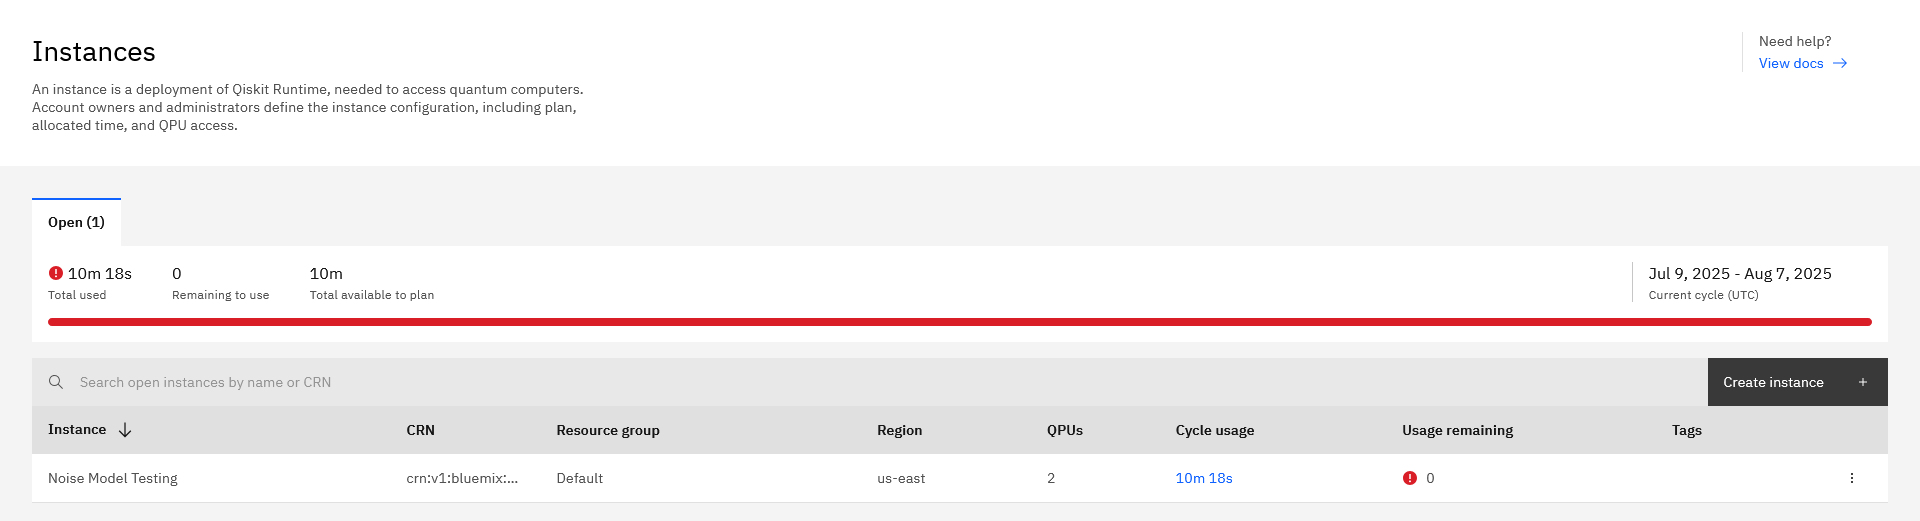 Instances
An instance is a deployment of Qiskit Runtime, needed to access quantum computers.
Account owners and administrators define the instance configuration, including plan,
allocated time, and QPU access.
Need help?
View docs
Open (1)
10m 18s
Total used
0
Remaining to use
10m
Total available to plan
Jul 9, 2025 - Aug 7, 2025
Current cycle (UTC)
Search open instances by name or CRN
Create instance +
Instance CRN Resource group Region QPUs Cycle usage Usage remaining Tags
Noise Model Testing crn:v1:bluemix:... Default us-east 2 10m 18s 0